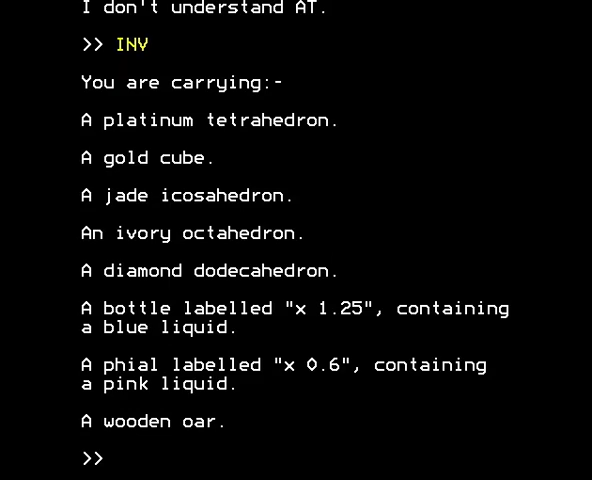 I don't understand AT.
>> INV
You are carrying:-
A platinum tetrahedron.
A gold cube.
A jade icosahedron.
An ivory octahedron.
A diamond dodecahedron.
A bottle labelled "x 1.25", containing
a blue liquid.
A phial labelled "x 0.6", containing
a pink liquid.
A wooden oar.
>>